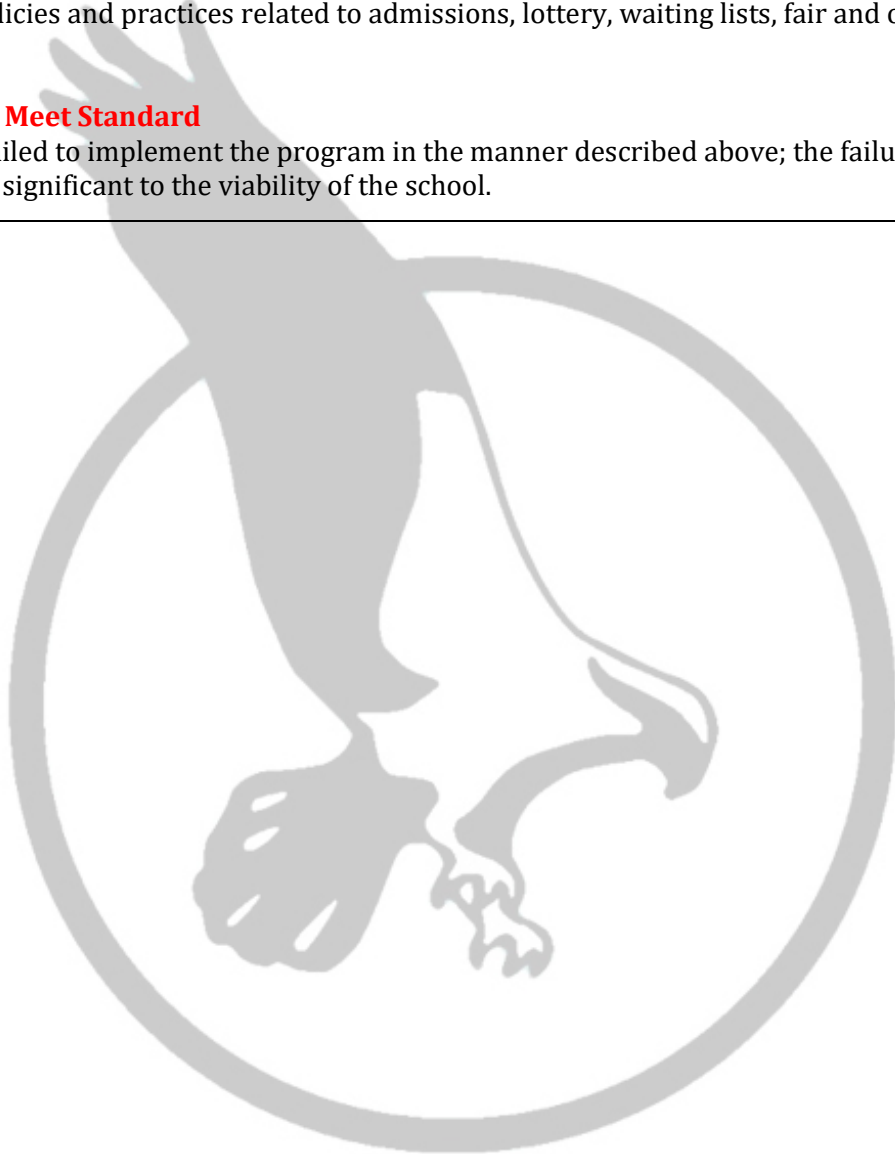 licies and practices related to admissions, lottery, waiting lists, fair and
Meet Standard
iled to implement the program in the manner described above; the failu
significant to the viability of the school.